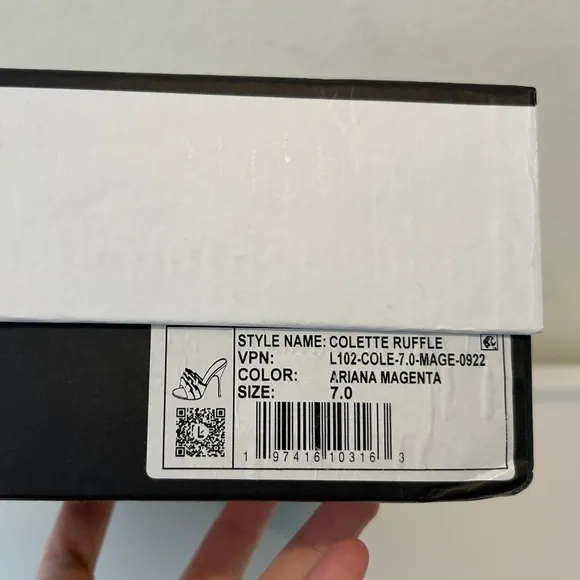 STYLE NAME: COLETTE RUFFLE
VPN: L102-COLE-7.0-MAGE-0922
COLOR: ARIANA MAGENTA
SIZE: 7.0
L
1 97416 10316 3